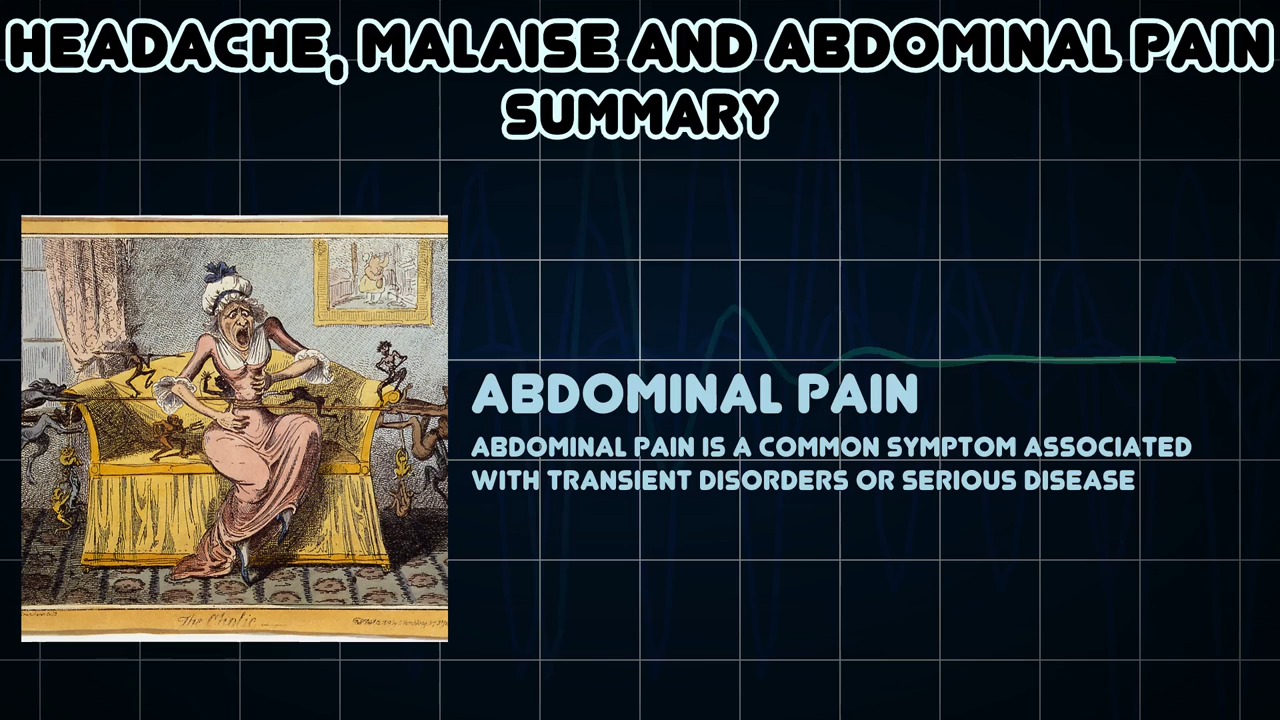 HEADACHE, MALAISE AND ABDOMINAL PAIN
SUMMARY
ABDOMINAL PAIN
ABDOMINAL PAIN IS A COMMON SYMPTOM ASSOCIATED
WITH TRANSIENT DISORDERS OR SERIOUS DISEASE
The Cholic